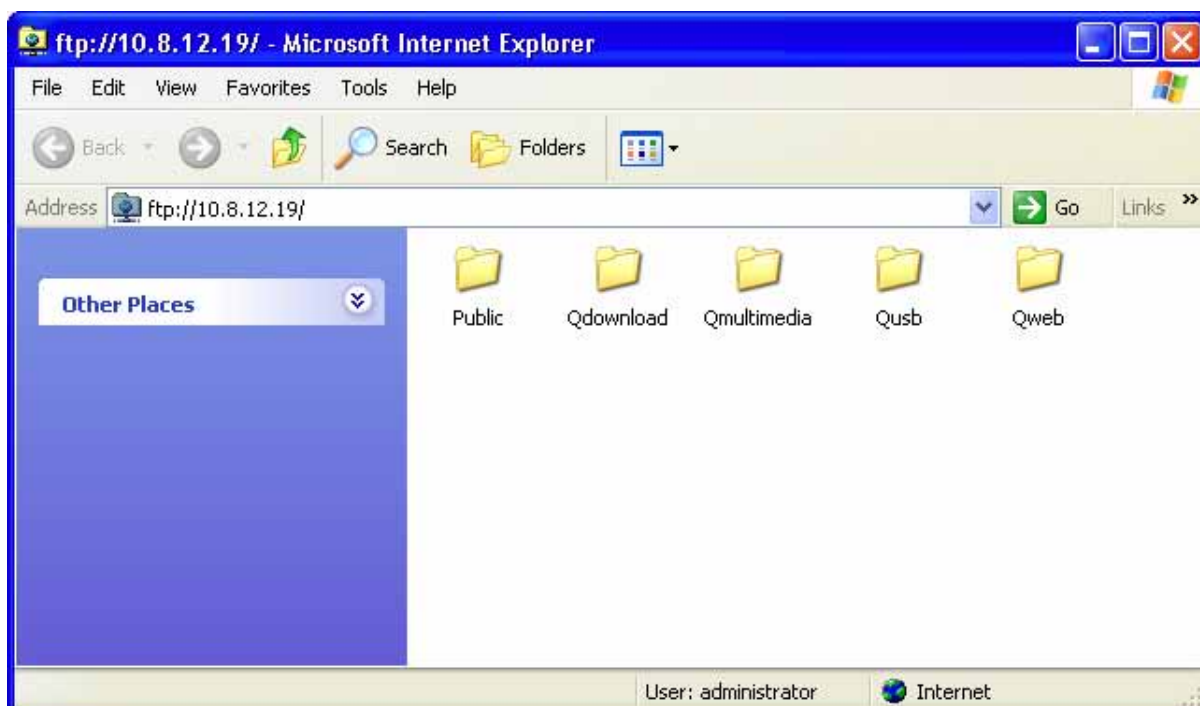 ftp://10.8.12.19/ - Microsoft Internet Explorer
File Edit View Favorites Tools Help
Back Search Folders
Address ftp://10.8.12.19/ Go Links »
Other Places
Public Qdownload Qmultimedia Qusb Qweb
User: administrator Internet